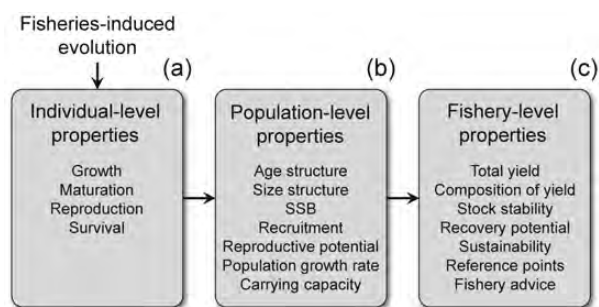 Fisheries-induced
evolution
(a)
Individual-level
properties
Growth
Maturation
Reproduction
Survival
(b)
Population-level
properties
Age structure
Size structure
SSB
Recruitment
Reproductive potential
Population growth rate
Carrying capacity
(c)
Fishery-level
properties
Total yield
Composition of yield
Stock stability
Recovery potential
Sustainability
Reference points
Fishery advice